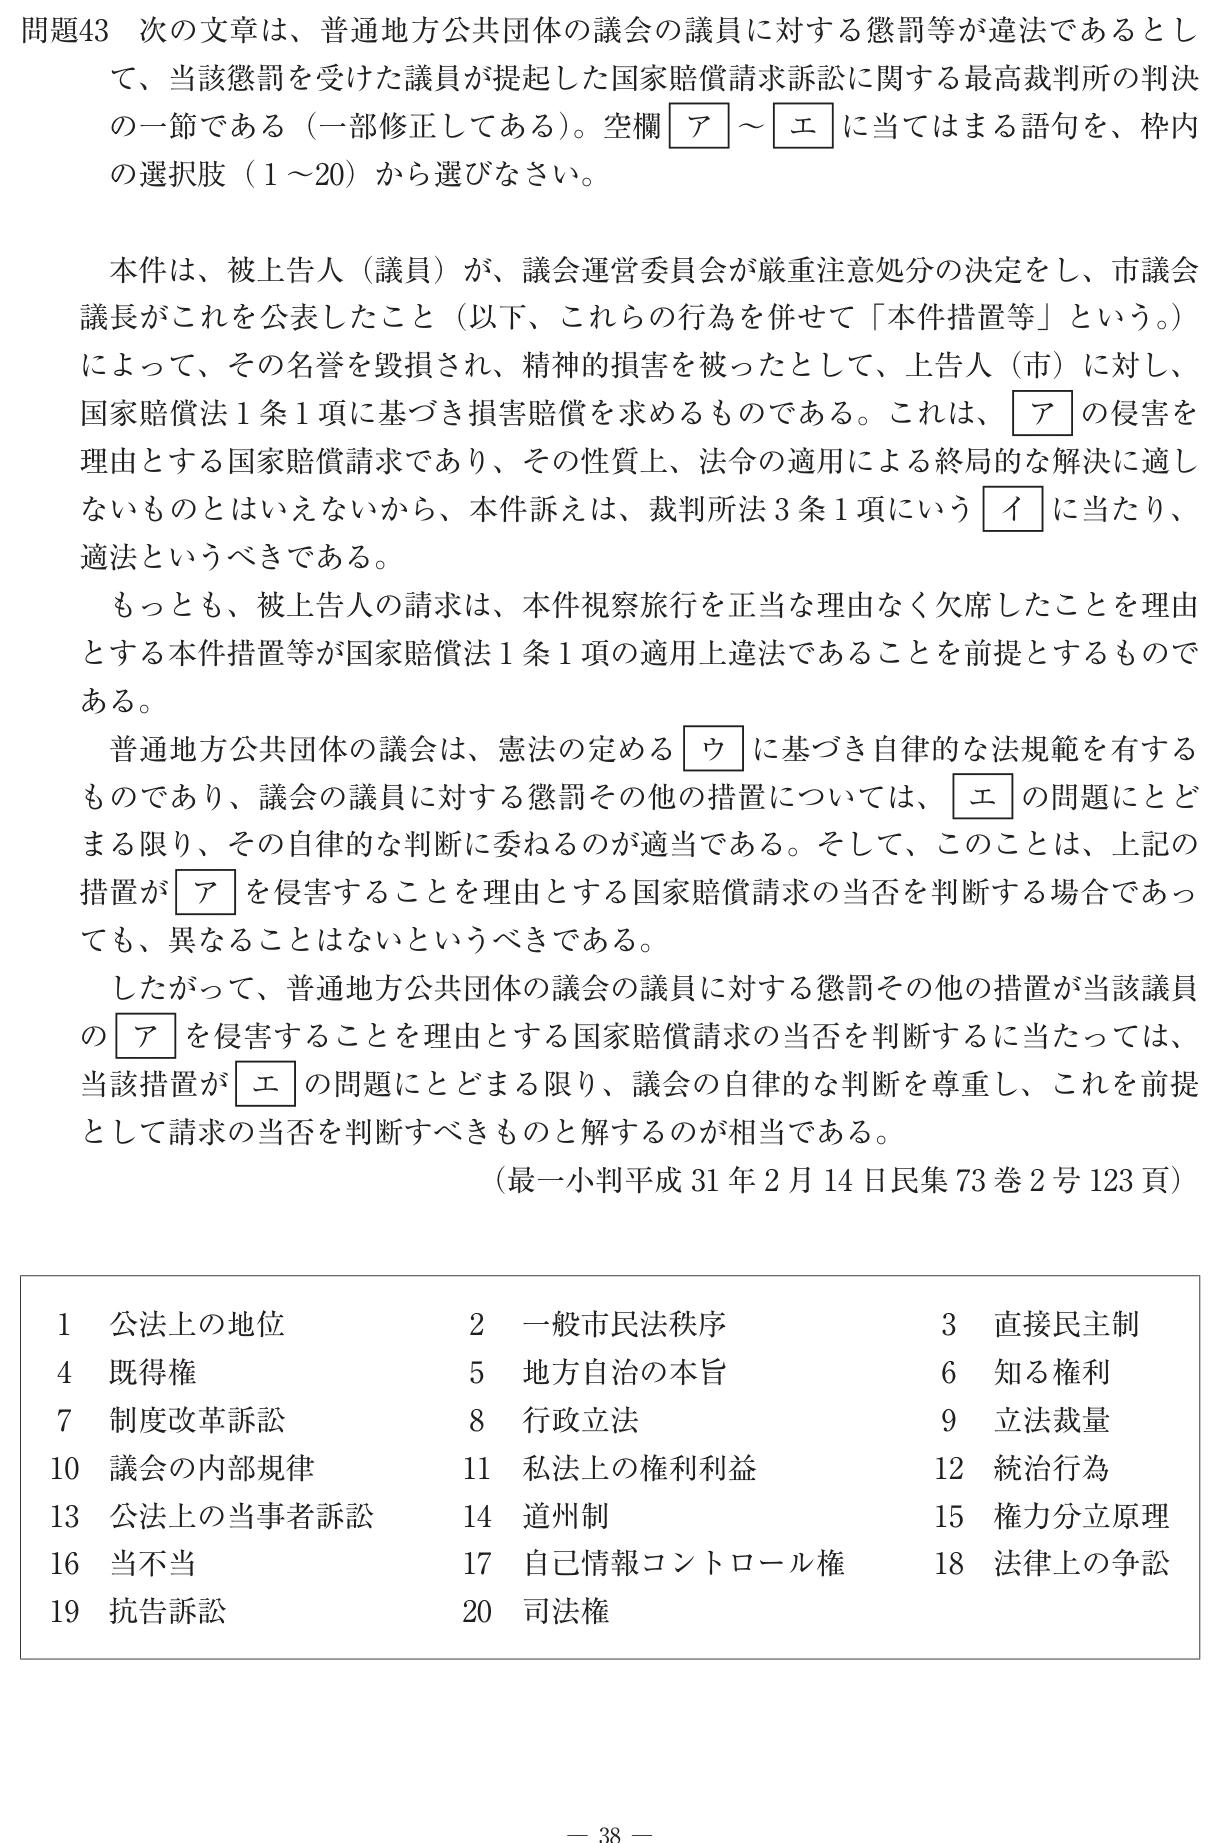 問題43　次の文章は、普通地方公共団体の議会の議員に対する懲罰等が違法であるとし
て、当該懲罰を受けた議員が提起した国家賠償請求訴訟に関する最高裁判所の判決
の一節である（一部修正してある）。空欄 ア ～ エ に当てはまる語句を、枠内
の選択肢（1～20）から選びなさい。
本件は、被上告人（議員）が、議会運営委員会が厳重注意処分の決定をし、市議会
議長がこれを公表したこと（以下、これらの行為を併せて「本件措置等」という。）
によって、その名誉を毀損され、精神的損害を被ったとして、上告人（市）に対し、
国家賠償法1条1項に基づき損害賠償を求めるものである。これは、 ア の侵害を
理由とする国家賠償請求であり、その性質上、法令の適用による終局的な解決に適し
ないものとはいえないから、本件訴えは、裁判所法3条1項にいう イ に当たり、
適法というべきである。
もっとも、被上告人の請求は、本件視察旅行を正当な理由なく欠席したことを理由
とする本件措置等が国家賠償法1条1項の適用上違法であることを前提とするもので
ある。
普通地方公共団体の議会は、憲法の定める ウ に基づき自律的な法規範を有する
ものであり、議会の議員に対する懲罰その他の措置については、 エ の問題にとど
まる限り、その自律的な判断に委ねるのが適当である。そして、このことは、上記の
措置が ア を侵害することを理由とする国家賠償請求の当否を判断する場合であっ
ても、異なることはないというべきである。
したがって、普通地方公共団体の議会の議員に対する懲罰その他の措置が当該議員
の ア を侵害することを理由とする国家賠償請求の当否を判断するに当たっては、
当該措置が エ の問題にとどまる限り、議会の自律的な判断を尊重し、これを前提
として請求の当否を判断すべきものと解するのが相当である。
（最一小判平成31年2月14日民集73巻2号123頁）
1　公法上の地位　2　一般市民法秩序　3　直接民主制
4　既得権　5　地方自治の本旨　6　知る権利
7　制度改革訴訟　8　行政立法　9　立法裁量
10　議会の内部規律　11　私法上の権利利益　12　統治行為
13　公法上の当事者訴訟　14　道州制　15　権力分立原理
16　当不当　17　自己情報コントロール権　18　法律上の争訟
19　抗告訴訟　20　司法権
— 38 —